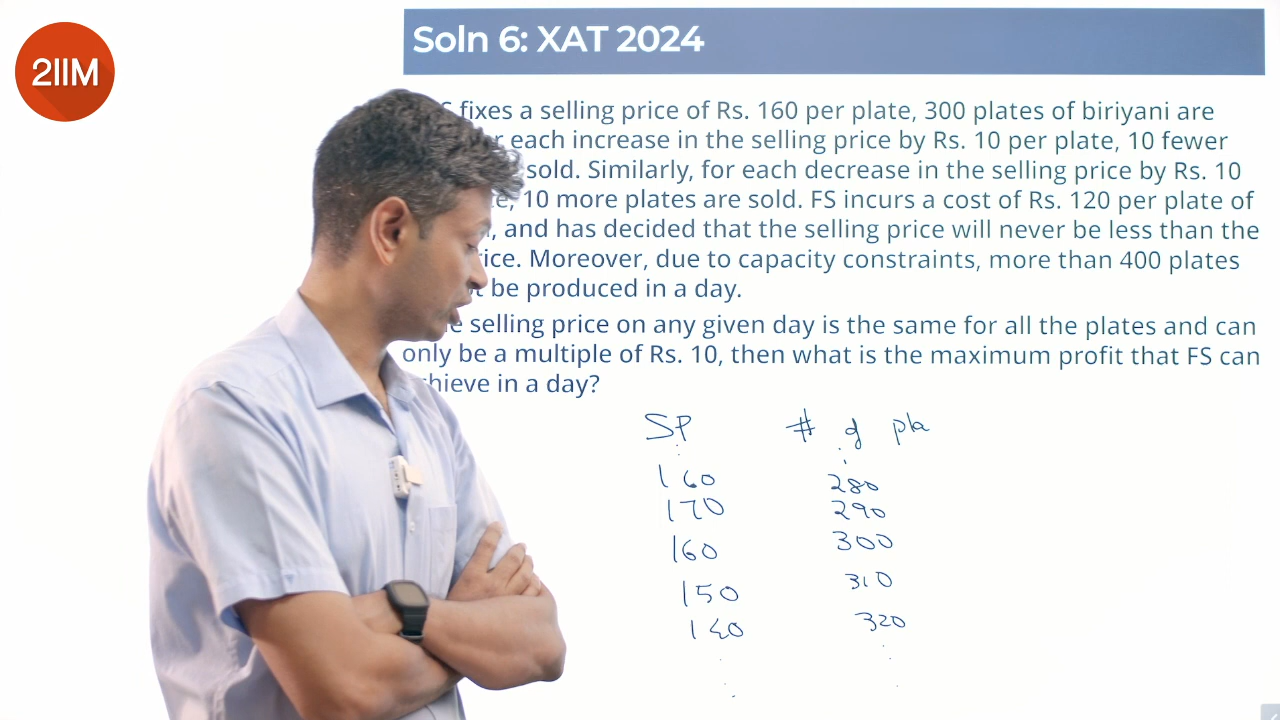 2IIM
Soln 6: XAT 2024
fixes a selling price of Rs. 160 per plate, 300 plates of biriyani are
each increase in the selling price by Rs. 10 per plate, 10 fewer
sold. Similarly, for each decrease in the selling price by Rs. 10
10 more plates are sold. FS incurs a cost of Rs. 120 per plate of
, and has decided that the selling price will never be less than the
Moreover, due to capacity constraints, more than 400 plates
be produced in a day.
selling price on any given day is the same for all the plates and can
only be a multiple of Rs. 10, then what is the maximum profit that FS can
in a day?
SP # of pla
160 280
170 290
160 300
150 310
140 320